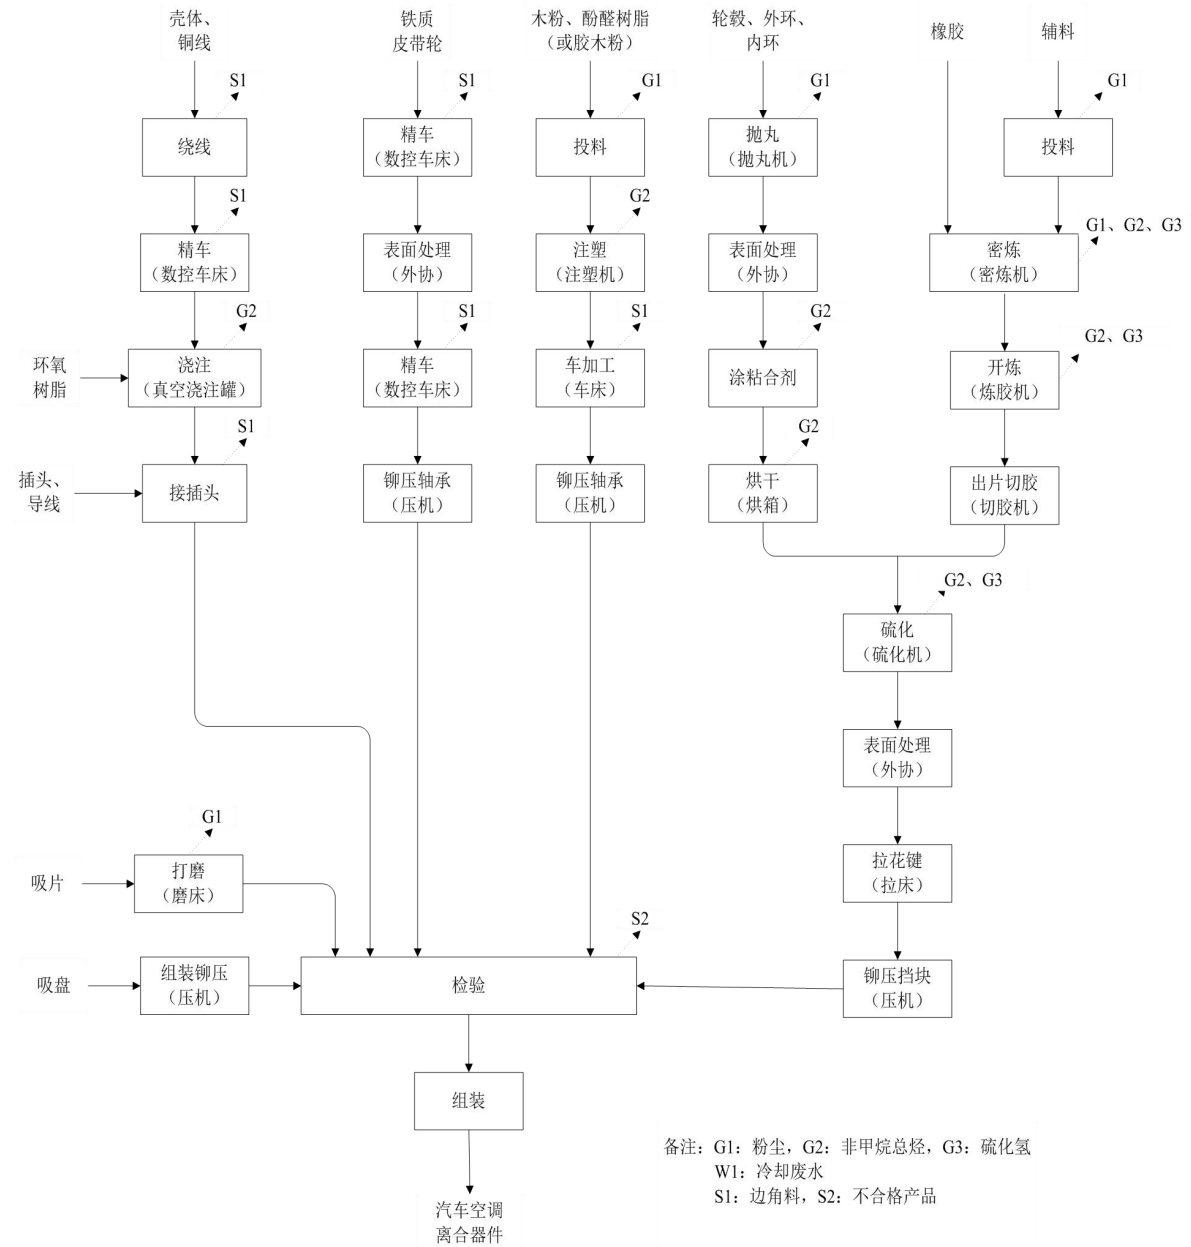 壳体、
铜线
铁质
皮带轮
木粉、酚醛树脂
（或胶木粉）
轮毂、外环、
内环
橡胶
辅料
S1
S1
G1
G1
G1
绕线
精车
（数控车床）
投料
抛丸
（抛丸机）
投料
S1
G2
G1、G2、G3
精车
（数控车床）
表面处理
（外协）
注塑
（注塑机）
表面处理
（外协）
密炼
（密炼机）
G2
S1
S1
G2
G2、G3
环氧
树脂
浇注
（真空浇注罐）
精车
（数控车床）
车加工
（车床）
涂粘合剂
开炼
（炼胶机）
S1
G2
插头、
导线
接插头
铆压轴承
（压机）
铆压轴承
（压机）
烘干
（烘箱）
出片切胶
（切胶机）
G2、G3
硫化
（硫化机）
表面处理
（外协）
G1
吸片
打磨
（磨床）
拉花键
（拉床）
S2
吸盘
组装铆压
（压机）
检验
铆压挡块
（压机）
组装
备注：G1：粉尘，G2：非甲烷总烃，G3：硫化氢
W1：冷却废水
S1：边角料，S2：不合格产品
汽车空调
离合器件